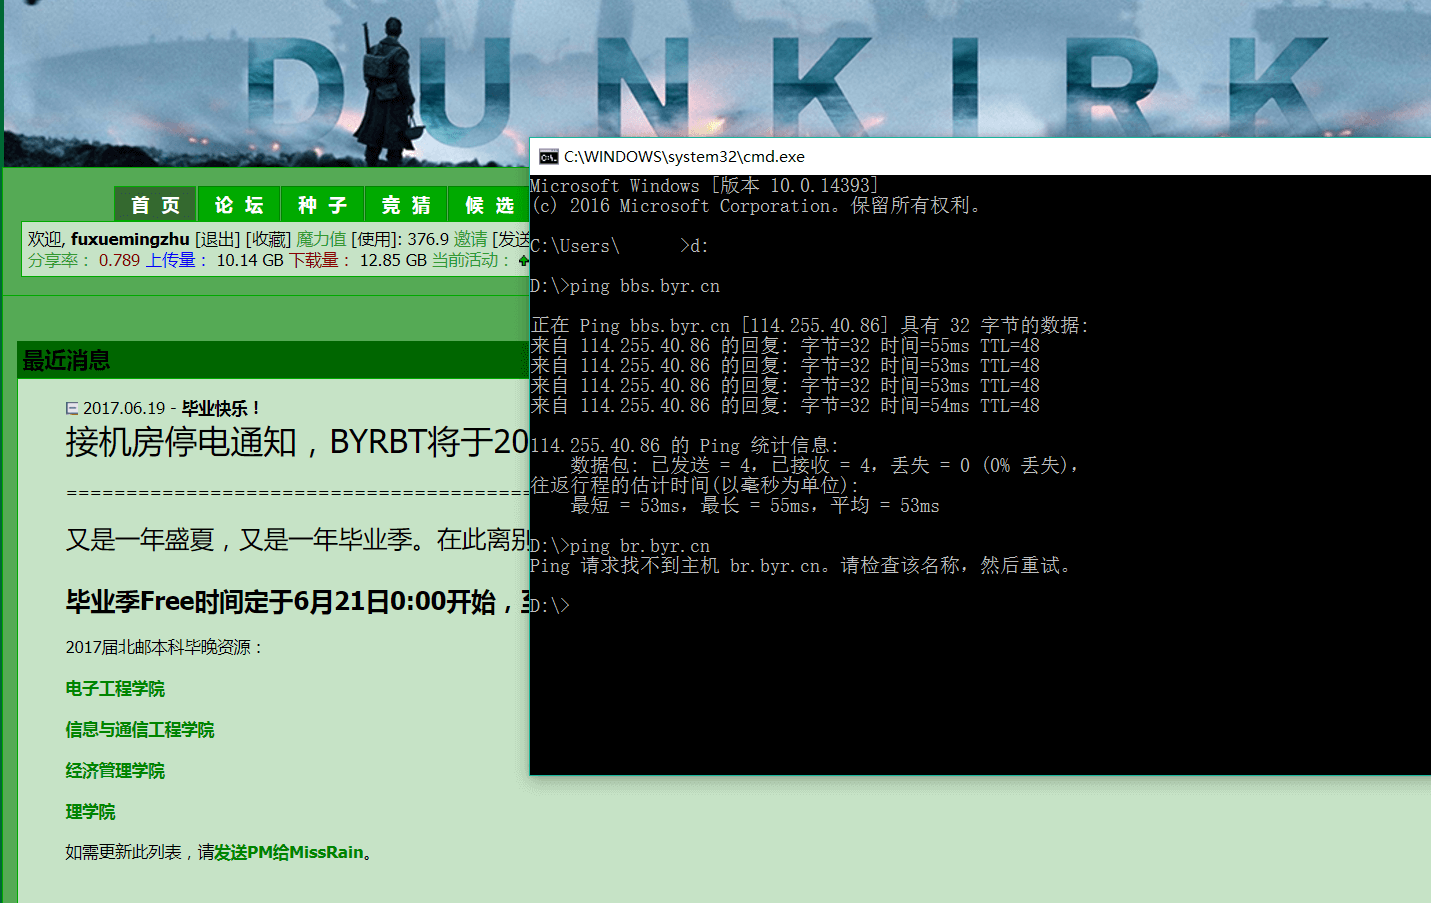 DUNKIRK
首 页 论 坛 种 子 竞 猜 候 选
欢迎, fuxuemingzhu [退出] [收藏] 魔力值 [使用]: 376.9 邀请 [发送
分享率： 0.789 上传量： 10.14 GB 下载量： 12.85 GB 当前活动：
最近消息
2017.06.19 - 毕业快乐！
接机房停电通知，BYRBT将于20
==========================================
又是一年盛夏，又是一年毕业季。在此离别
毕业季Free时间定于6月21日0:00开始，至
2017届北邮本科毕晚资源：
电子工程学院
信息与通信工程学院
经济管理学院
理学院
如需更新此列表，请发送PM给MissRain。
C:\WINDOWS\system32\cmd.exe
Microsoft Windows [版本 10.0.14393]
(c) 2016 Microsoft Corporation。保留所有权利。
C:\Users\ >d:
D:\>ping bbs.byr.cn
正在 Ping bbs.byr.cn [114.255.40.86] 具有 32 字节的数据:
来自 114.255.40.86 的回复: 字节=32 时间=55ms TTL=48
来自 114.255.40.86 的回复: 字节=32 时间=53ms TTL=48
来自 114.255.40.86 的回复: 字节=32 时间=53ms TTL=48
来自 114.255.40.86 的回复: 字节=32 时间=54ms TTL=48
114.255.40.86 的 Ping 统计信息:
数据包: 已发送 = 4，已接收 = 4，丢失 = 0 (0% 丢失)，
往返行程的估计时间(以毫秒为单位):
最短 = 53ms，最长 = 55ms，平均 = 53ms
D:\>ping br.byr.cn
Ping 请求找不到主机 br.byr.cn。请检查该名称，然后重试。
D:\>